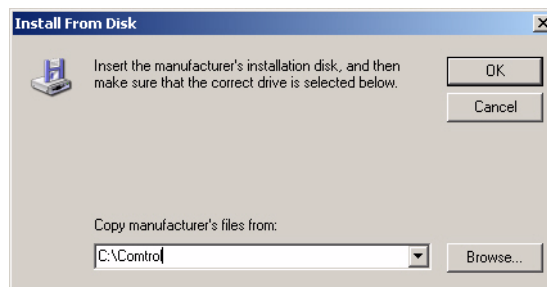 Install From Disk
Insert the manufacturer's installation disk, and then
make sure that the correct drive is selected below.
OK
Cancel
Copy manufacturer's files from:
C:\Comtrol
Browse...